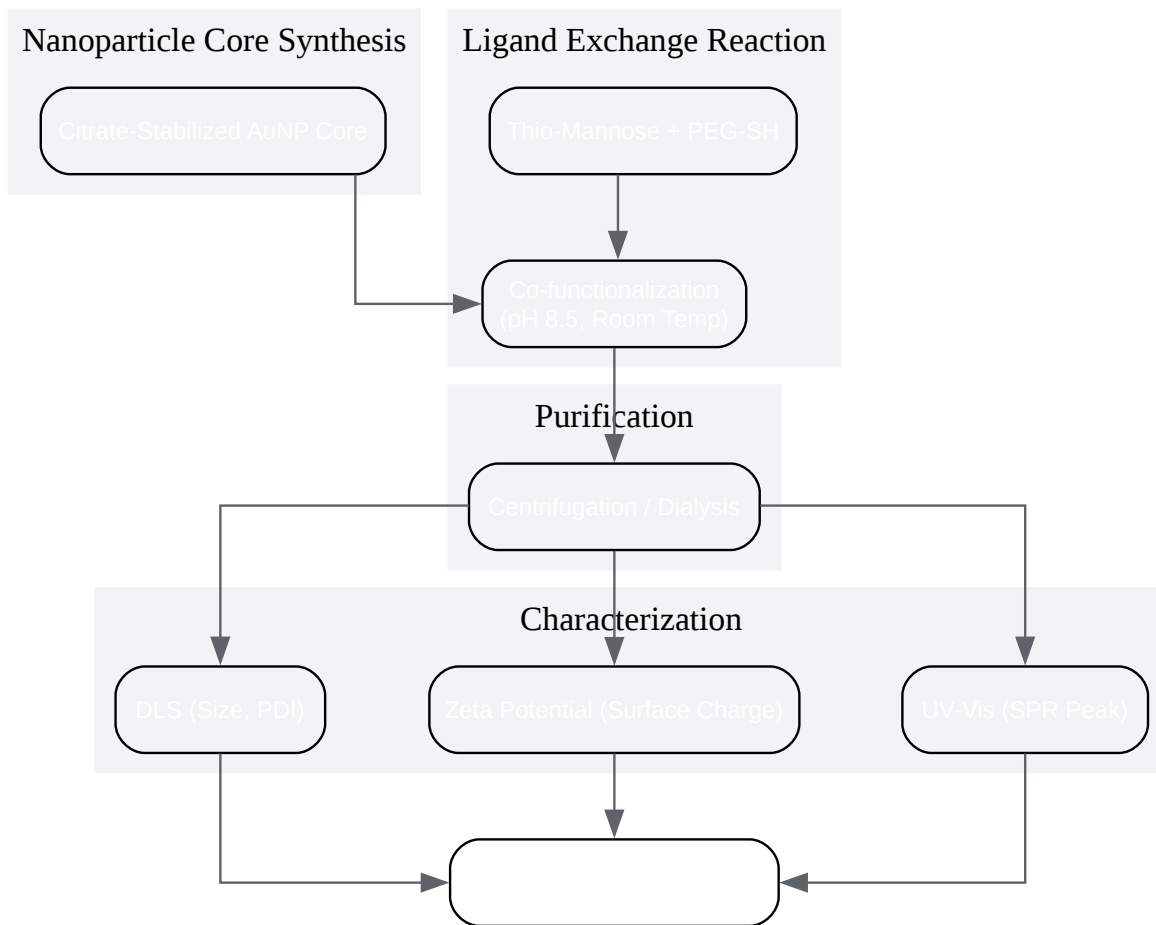 Nanoparticle Core Synthesis
Ligand Exchange Reaction
Citrate-Stabilized AuNP Core
Thio-Mannose + PEG-SH
Co-functionalization
(pH 8.5, Room Temp)
Purification
Centrifugation / Dialysis
Characterization
DLS (Size, PDI)
Zeta Potential (Surface Charge)
UV-Vis (SPR Peak)